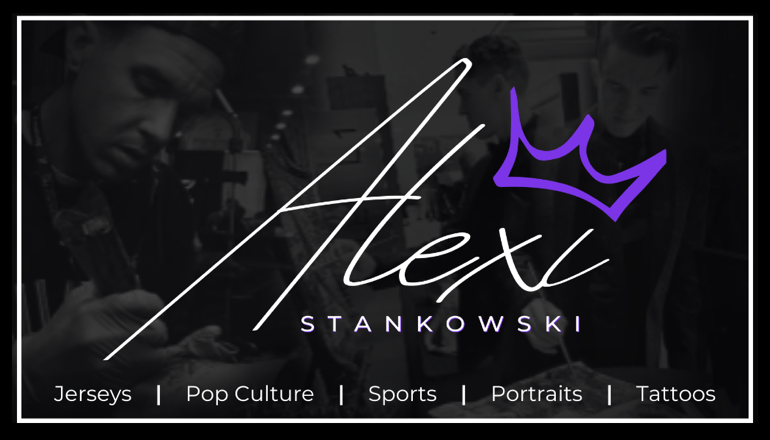 Alexi
STANKOWSKI
Jerseys | Pop Culture | Sports | Portraits | Tattoos